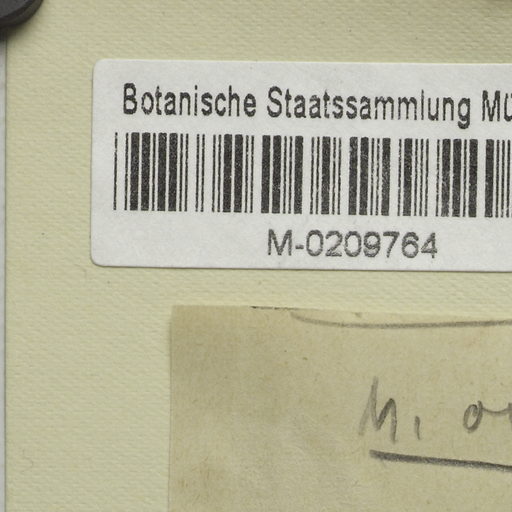 Botanische Staatssammlung Mü
M-0209764